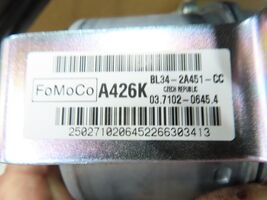 FoMoCo A426K BL34-2A451-CC
CZECH REPUBLIC
03.7102-0645.4
2502710206452266303413